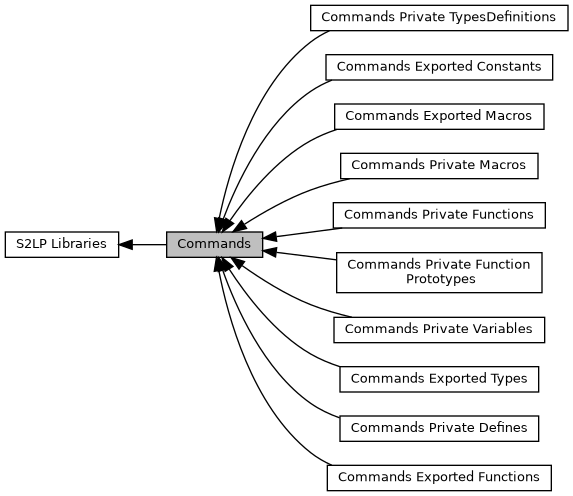 Commands Private TypesDefinitions
Commands Exported Constants
Commands Exported Macros
Commands Private Macros
Commands Private Functions
S2LP Libraries
Commands
Commands Private Function
Prototypes
Commands Private Variables
Commands Exported Types
Commands Private Defines
Commands Exported Functions